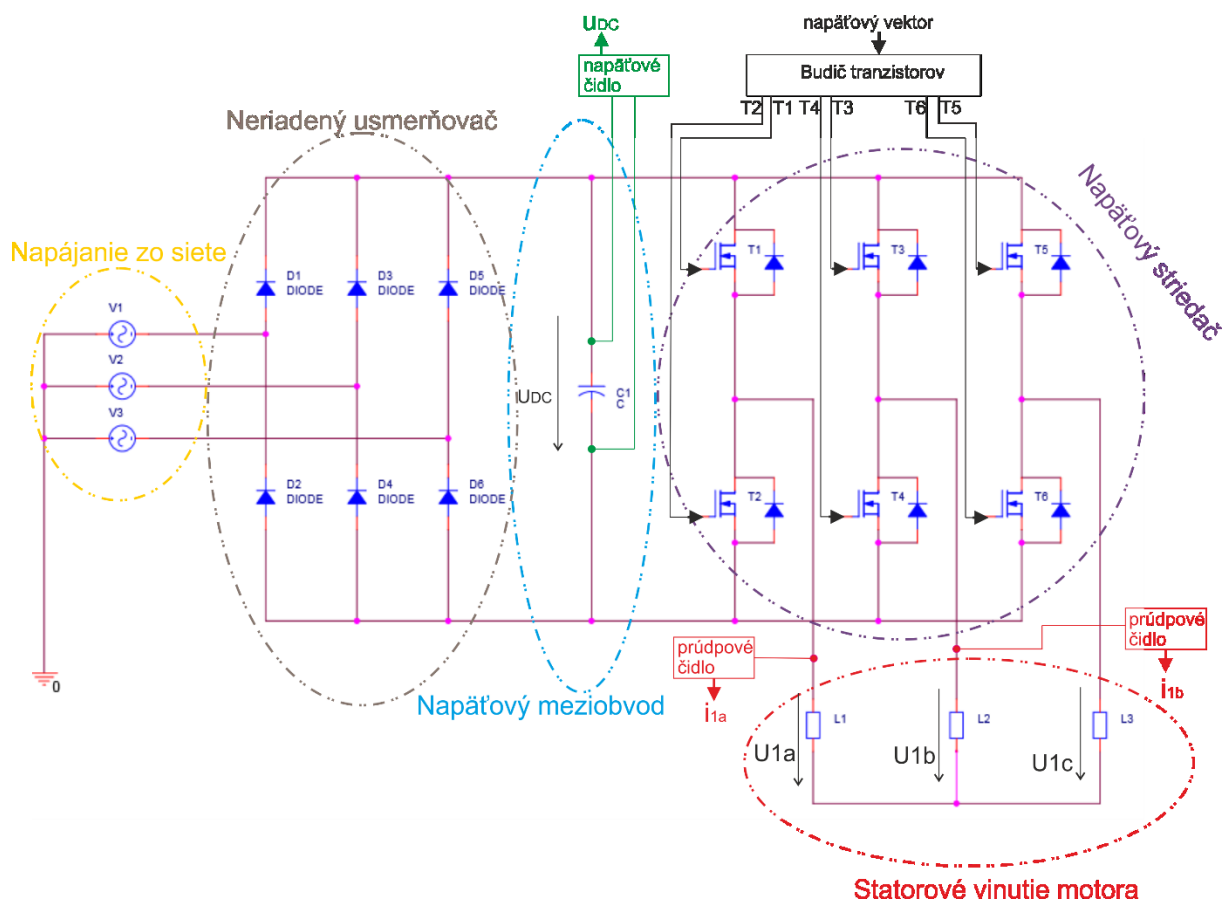 uDC
napäťový vektor
napäťové
čidlo
Budič tranzistorov
T2 T1 T4 T3 T6 T5
Neriadený usmerňovač
Napäťový striedač
Napájanie zo siete
T1
T3
T5
D1
DIODE
D3
DIODE
D5
DIODE
V1
V2
V3
UDC
C1
C
D2
DIODE
D4
DIODE
D6
DIODE
T2
T4
T6
prúdpové
čidlo
prúdpové
čidlo
0
Napäťový meziobvod
i1a
i1b
L1
L2
L3
U1a
U1b
U1c
Statorové vinutie motora